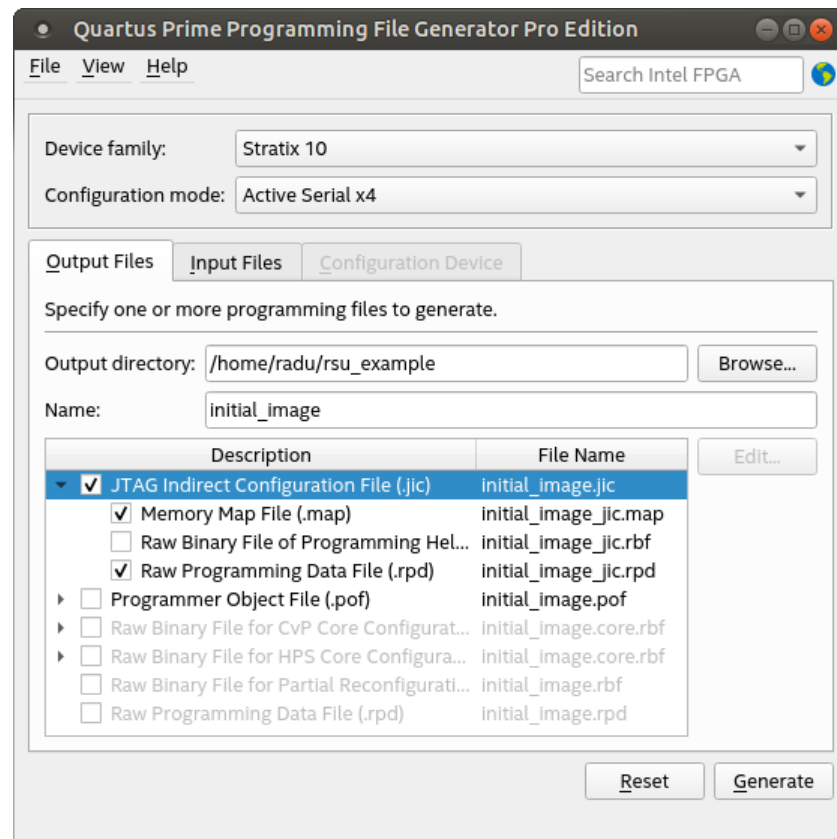 Quartus Prime Programming File Generator Pro Edition
File View Help Search Intel FPGA
Device family: Stratix 10
Configuration mode: Active Serial x4
Output Files Input Files Configuration Device
Specify one or more programming files to generate.
Output directory: /home/radu/rsu_example Browse...
Name: initial_image
Description File Name Edit...
JTAG Indirect Configuration File (.jic) initial_image.jic
Memory Map File (.map) initial_image_jic.map
Raw Binary File of Programming Hel... initial_image_jic.rbf
Raw Programming Data File (.rpd) initial_image_jic.rpd
Programmer Object File (.pof) initial_image.pof
Raw Binary File for CvP Core Configurat... initial_image.core.rbf
Raw Binary File for HPS Core Configura... initial_image.core.rbf
Raw Binary File for Partial Reconfigurati... initial_image.rbf
Raw Programming Data File (.rpd) initial_image.rpd
Reset Generate